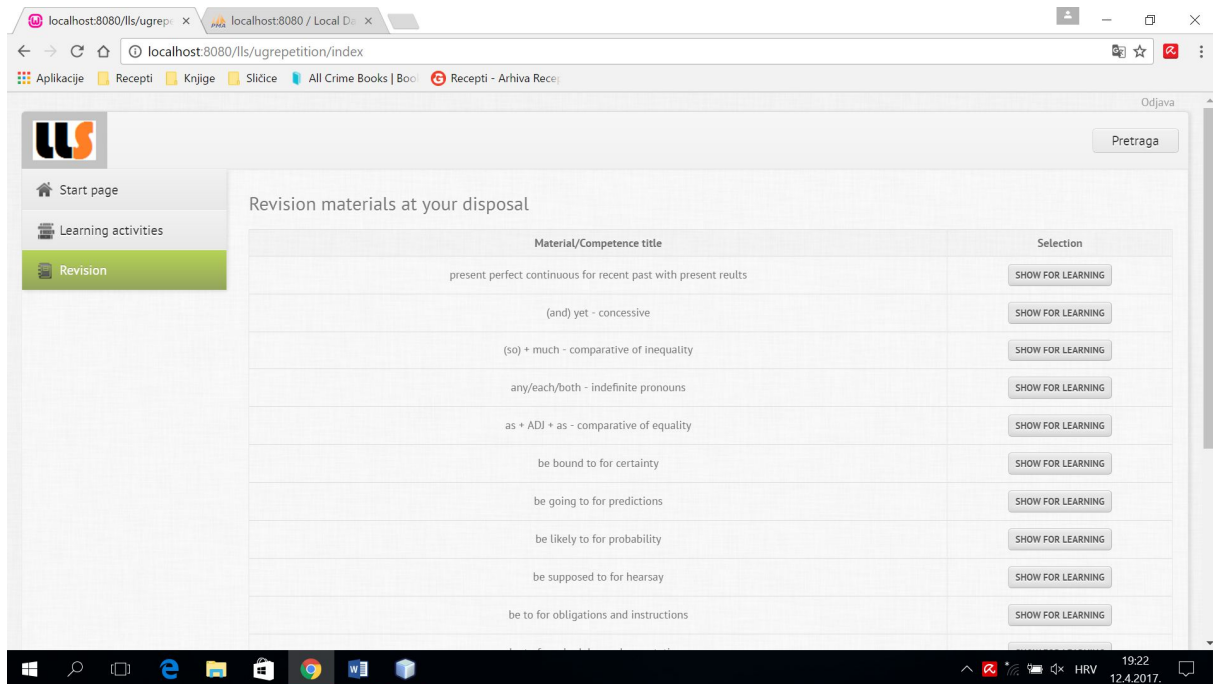 localhost:8080/lls/ugrep
localhost:8080 / Local Da
localhost:8080/lls/ugrepetition/index
Aplikacije Recepti Knjige Sličice All Crime Books | Boo Recepti - Arhiva Rece
Odjava
LLS
Pretraga
Start page
Learning activities
Revision
Revision materials at your disposal
Material/Competence title Selection
present perfect continuous for recent past with present reults SHOW FOR LEARNING
(and) yet - concessive SHOW FOR LEARNING
(so) + much - comparative of inequality SHOW FOR LEARNING
any/each/both - indefinite pronouns SHOW FOR LEARNING
as + ADJ + as - comparative of equality SHOW FOR LEARNING
be bound to for certainty SHOW FOR LEARNING
be going to for predictions SHOW FOR LEARNING
be likely to for probability SHOW FOR LEARNING
be supposed to for hearsay SHOW FOR LEARNING
be to for obligations and instructions SHOW FOR LEARNING
HRV
19:22
12.4.2017.